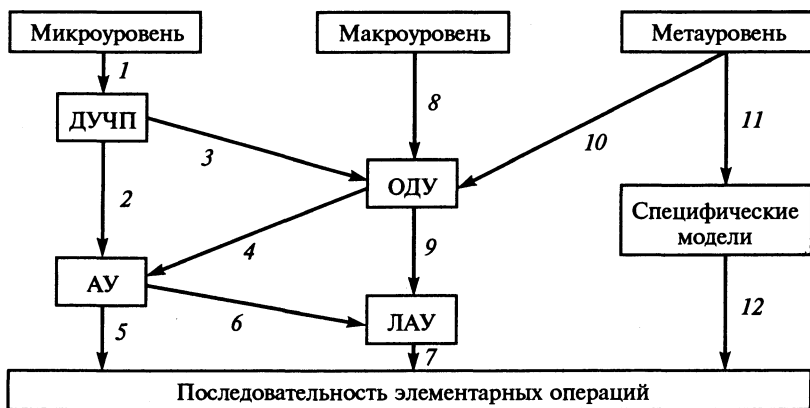 Микроуровень
Макроуровень
Метауровень
1
8
10
11
ДУЧП
3
ОДУ
2
Специфические
модели
4
9
АУ
6
ЛАУ
12
5
7
Последовательность элементарных операций